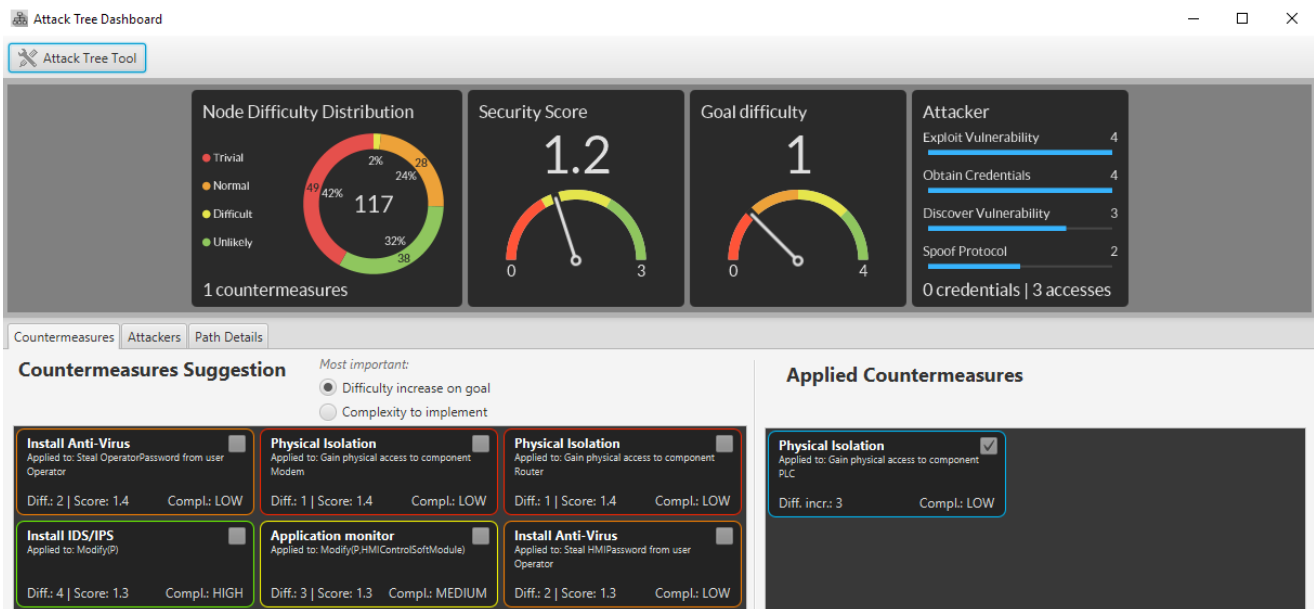 Attack Tree Dashboard
Attack Tree Tool
Node Difficulty Distribution
Trivial
Normal
Difficult
Unlikely
2%
28
24%
49
42%
117
32%
38
1 countermeasures
Security Score
1.2
0
3
Goal difficulty
1
0
4
Attacker
Exploit Vulnerability 4
Obtain Credentials 4
Discover Vulnerability 3
Spoof Protocol 2
0 credentials | 3 accesses
Countermeasures Attackers Path Details
Countermeasures Suggestion
Most important:
Difficulty increase on goal
Complexity to implement
Install Anti-Virus
Applied to: Steal OperatorPassword from user
Operator
Diff.: 2 | Score: 1.4 Compl.: LOW
Physical Isolation
Applied to: Gain physical access to component
Modem
Diff.: 1 | Score: 1.4 Compl.: LOW
Physical Isolation
Applied to: Gain physical access to component
Router
Diff.: 1 | Score: 1.4 Compl.: LOW
Install IDS/IPS
Applied to: Modify(P)
Diff.: 4 | Score: 1.3 Compl.: HIGH
Application monitor
Applied to: Modify(P,HMIControlSoftModule)
Diff.: 3 | Score: 1.3 Compl.: MEDIUM
Install Anti-Virus
Applied to: Steal HMIPassword from user
Operator
Diff.: 2 | Score: 1.3 Compl.: LOW
Applied Countermeasures
Physical Isolation
Applied to: Gain physical access to component
PLC
Diff. incr.: 3 Compl.: LOW